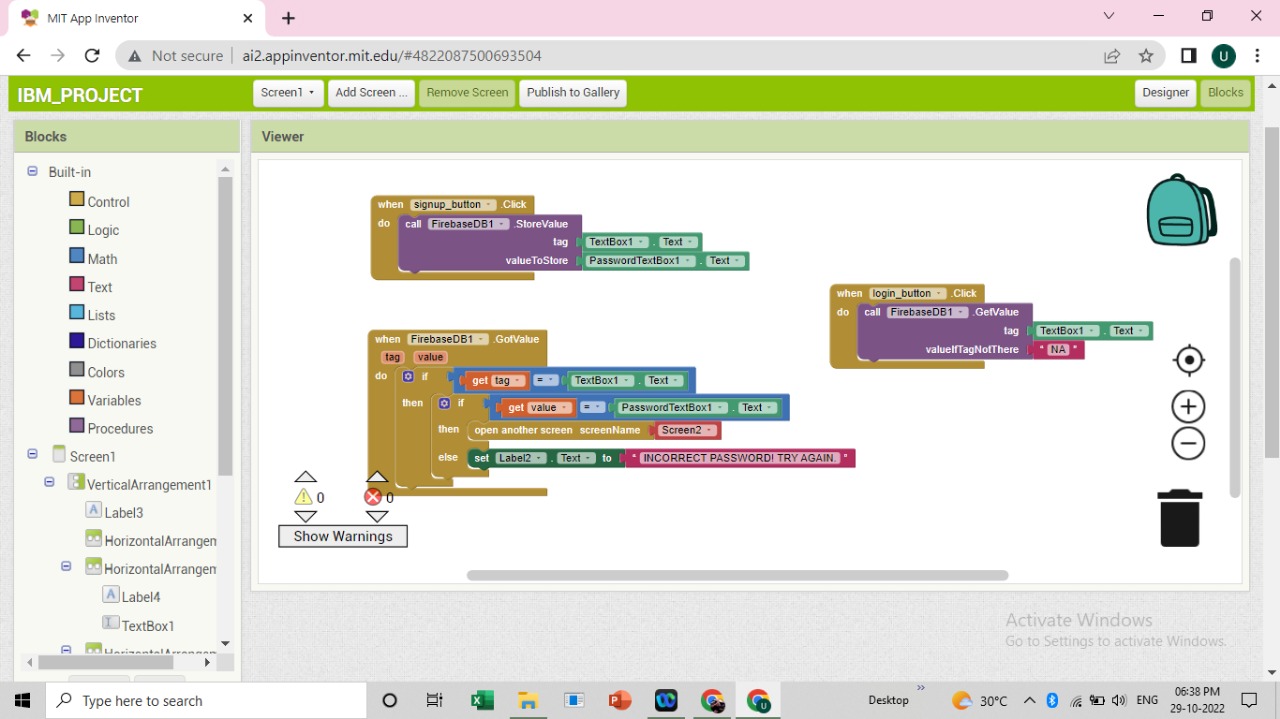 MIT App Inventor
Not secure
ai2.appinventor.mit.edu/#4822087500693504
U
IBM_PROJECT
Screen1
Add Screen ...
Remove Screen
Publish to Gallery
Designer
Blocks
Blocks
Viewer
Built-in
Control
Logic
Math
Text
Lists
Dictionaries
Colors
Variables
Procedures
Screen1
VerticalArrangement1
A Label3
HorizontalArrangem
HorizontalArrangem
A Label4
TextBox1
HorizontalArrangem
when signup_button .Click
do call FirebaseDB1 .StoreValue
tag TextBox1 . Text
valueToStore PasswordTextBox1 . Text
when login_button .Click
do call FirebaseDB1 .GetValue
tag TextBox1 . Text
valueIfTagNotThere “ NA ”
when FirebaseDB1 .GotValue
tag value
do if get tag = TextBox1 . Text
then if get value = PasswordTextBox1 . Text
then open another screen screenName Screen2
else set Label2 . Text to “ INCORRECT PASSWORD! TRY AGAIN. ”
0
0
Show Warnings
Activate Windows
Go to Settings to activate Windows.
Type here to search
Desktop
30°C
ENG
06:38 PM
29-10-2022